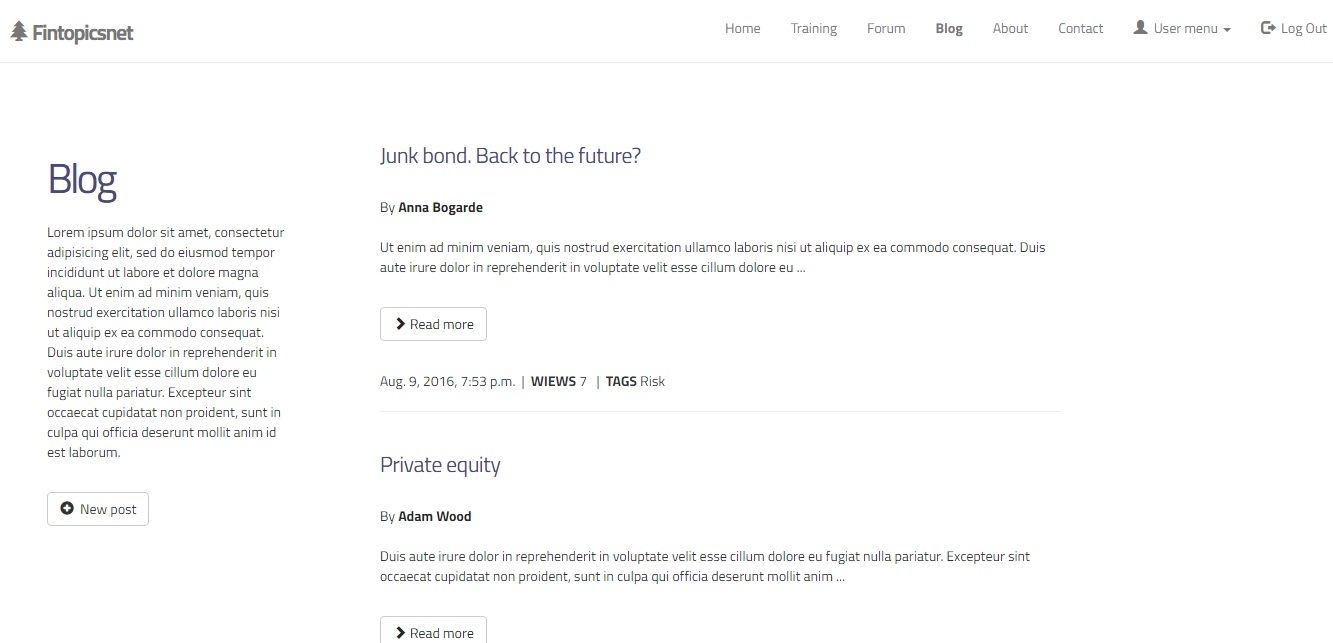 Fintopicsnet
Home Training Forum Blog About Contact User menu Log Out
Blog
Lorem ipsum dolor sit amet, consectetur
adipisicing elit, sed do eiusmod tempor
incididunt ut labore et dolore magna
aliqua. Ut enim ad minim veniam, quis
nostrud exercitation ullamco laboris nisi
ut aliquip ex ea commodo consequat.
Duis aute irure dolor in reprehenderit in
voluptate velit esse cillum dolore eu
fugiat nulla pariatur. Excepteur sint
occaecat cupidatat non proident, sunt in
culpa qui officia deserunt mollit anim id
est laborum.
New post
Junk bond. Back to the future?
By Anna Bogarde
Ut enim ad minim veniam, quis nostrud exercitation ullamco laboris nisi ut aliquip ex ea commodo consequat. Duis
aute irure dolor in reprehenderit in voluptate velit esse cillum dolore eu ...
Read more
Aug. 9, 2016, 7:53 p.m. | WIEWS 7 | TAGS Risk
Private equity
By Adam Wood
Duis aute irure dolor in reprehenderit in voluptate velit esse cillum dolore eu fugiat nulla pariatur. Excepteur sint
occaecat cupidatat non proident, sunt in culpa qui officia deserunt mollit anim ...
Read more